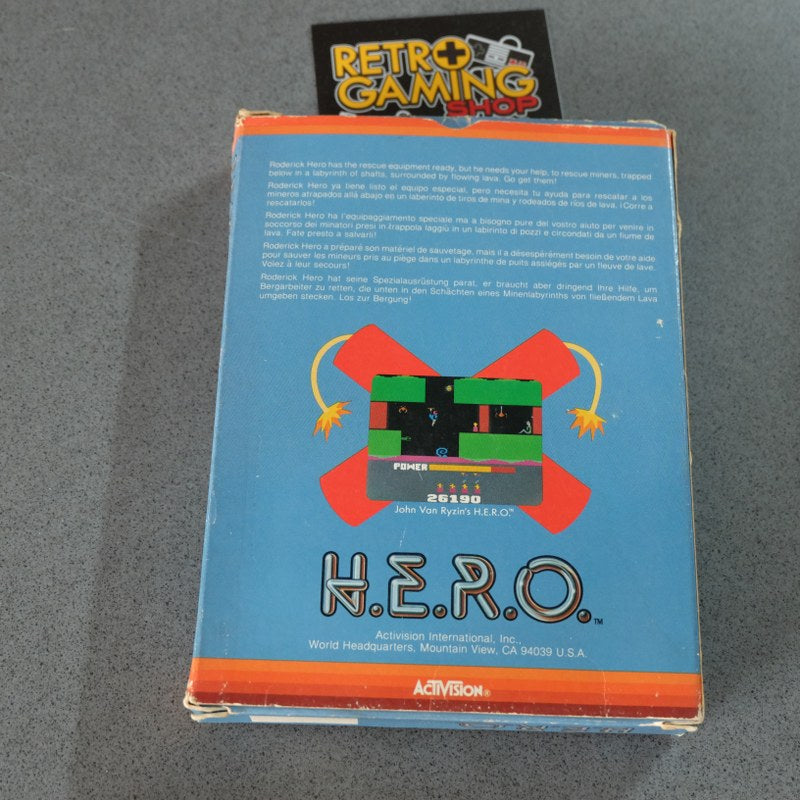 RETRO
GAMING
SHOP
Roderick Hero has the rescue equipment ready, but he needs your help, to rescue miners, trapped
below in a labyrinth of shafts, surrounded by flowing lava. Go get them!
Roderick Hero ya tiene listo el equipo especial, pero necesita tu ayuda para rescatar a los
mineros atrapados allá abajo en un laberinto de tiros de mina y rodeados de ríos de lava. ¡Corre a
rescatarlos!
Roderick Hero ha l'equipaggiamento speciale ma a bisogno pure del vostro aiuto per venire in
soccorso dei minatori presi in trappola laggiù in un labirinto di pozzi e circondati da un fiume de
lava. Fate presto a salvarli!
Roderick Hero a préparé son matériel de sauvetage, mais il a désespérément besoin de votre aide
pour sauver les mineurs pris au piège dans un labyrinthe de puits assiégés par un fleuve de lave.
Volez à leur secours!
Roderick Hero hat seine Spezialausrüstung parat, er braucht aber dringend Ihre Hilfe, um
Bergarbeiter zu retten, die unten in den Schächten eines Minenlabyrinths von fließendem Lava
umgeben stecken. Los zur Bergung!
POWER
26190
John Van Ryzin's H.E.R.O.™
H.E.R.O.™
Activision International, Inc.,
World Headquarters, Mountain View, CA 94039 U.S.A.
ACTIVISION®